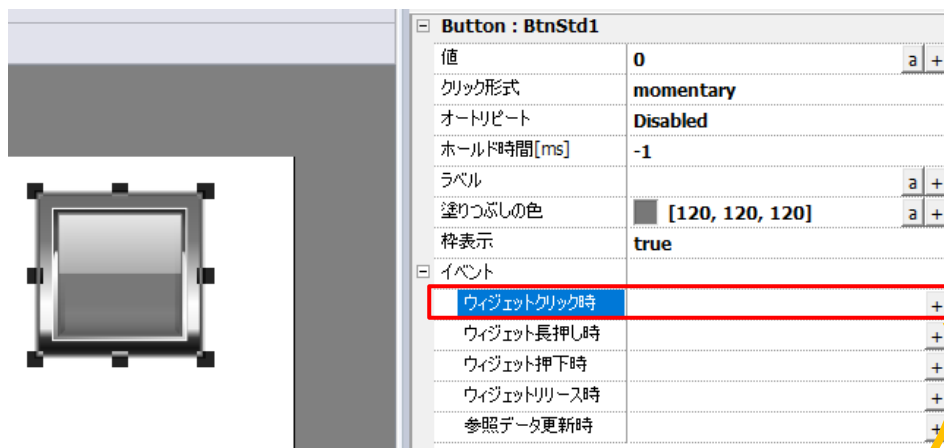 Button : BtnStd1
値 0 a +
クリック形式 momentary
オートリピート Disabled
ホールド時間[ms] -1
ラベル a +
塗りつぶしの色 [120, 120, 120] a +
枠表示 true
イベント
ウィジェットクリック時 +
ウィジェット長押し時 +
ウィジェット押下時 +
ウィジェットリリース時 +
参照データ更新時 +